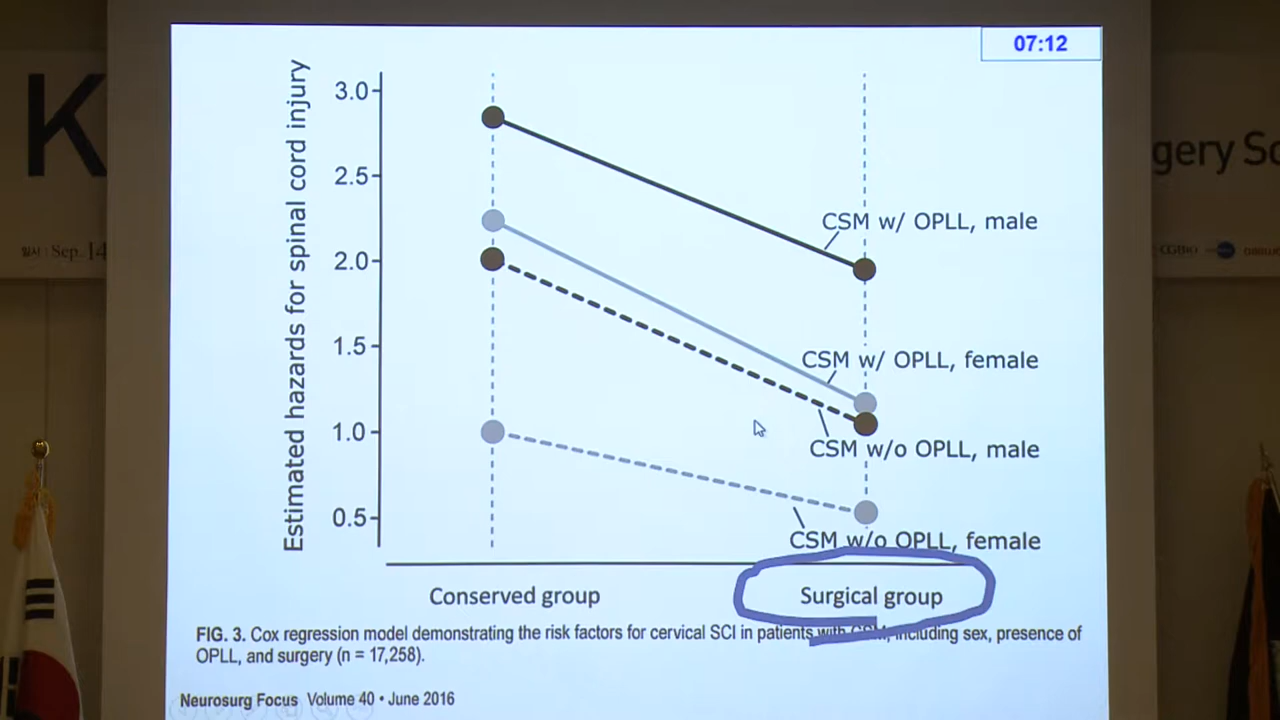 07:12
K
일시 : Sep. 14
gery Sc
CGBIO
Estimated hazards for spinal cord injury
3.0
2.5
2.0
1.5
1.0
0.5
CSM w/ OPLL, male
CSM w/ OPLL, female
CSM w/o OPLL, male
CSM w/o OPLL, female
Conserved group
Surgical group
FIG. 3. Cox regression model demonstrating the risk factors for cervical SCI in patients with CSM, including sex, presence of
OPLL, and surgery (n = 17,258).
Neurosurg Focus Volume 40 • June 2016